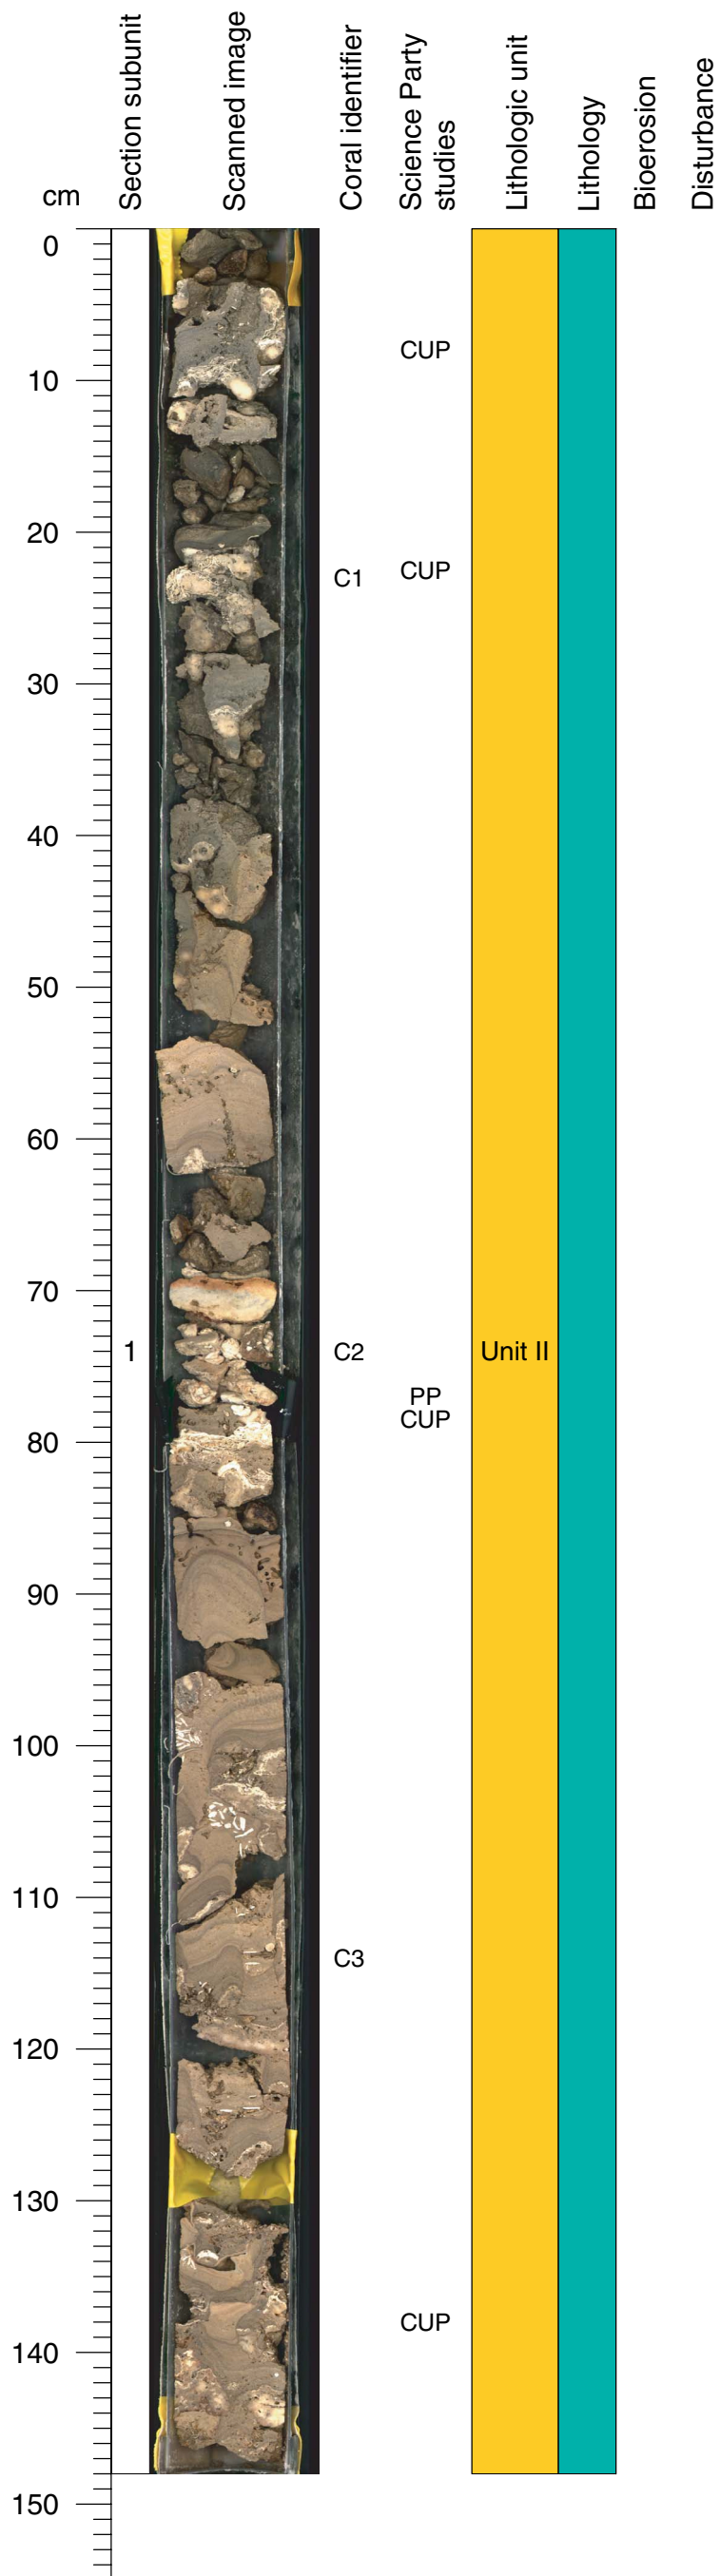 cm
Section subunit
Scanned image
Coral identifier
Science Party
studies
Lithologic unit
Lithology
Bioerosion
Disturbance
0
CUP
10
20
C1
CUP
30
40
50
60
70
1
C2
Unit II
PP
CUP
80
90
100
110
C3
120
130
CUP
140
150